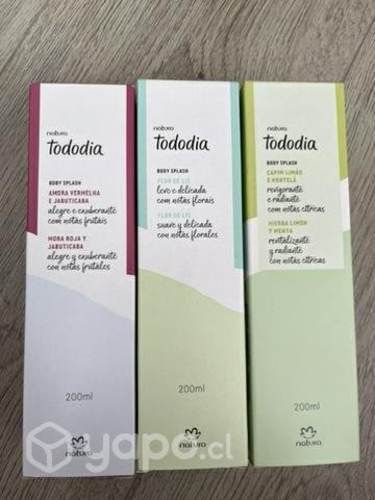 natura
tododia
BODY SPLASH
AMORA VERMELHA
E JABUTICABA
alegre e exuberante
com notas frutais
MORA ROJA Y
JABUTICABA
alegre y exuberante
con notas frutales
200ml
natura
natura
tododia
BODY SPLASH
FLOR DE LIS
leve e delicada
com notas florais
FLOR DE LIS
suave y delicada
con notas florales
200ml
natura
natura
tododia
BODY SPLASH
CAPIM LIMÃO
E HORTELÃ
revigorante
e radiante
com notas cítricas
HIERBA LIMÓN
Y MENTA
revitalizante
y radiante
con notas cítricas
200ml
natura
yapo.cl